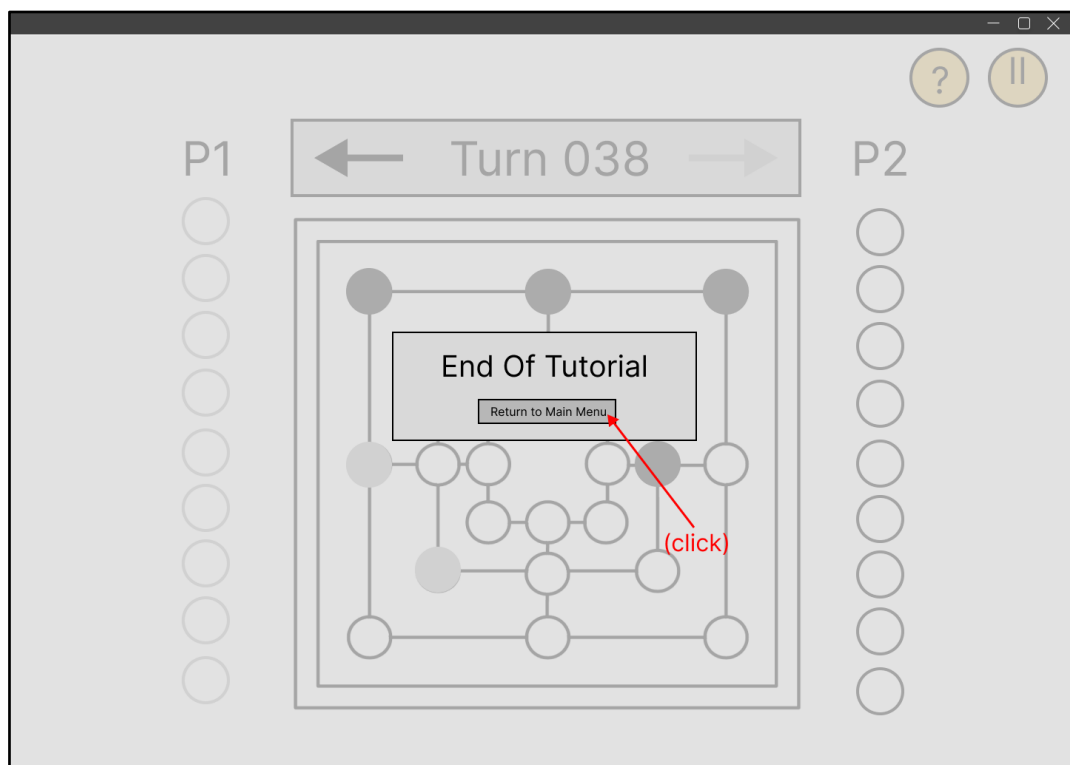 ?
P1
Turn 038
P2
End Of Tutorial
Return to Main Menu
(click)